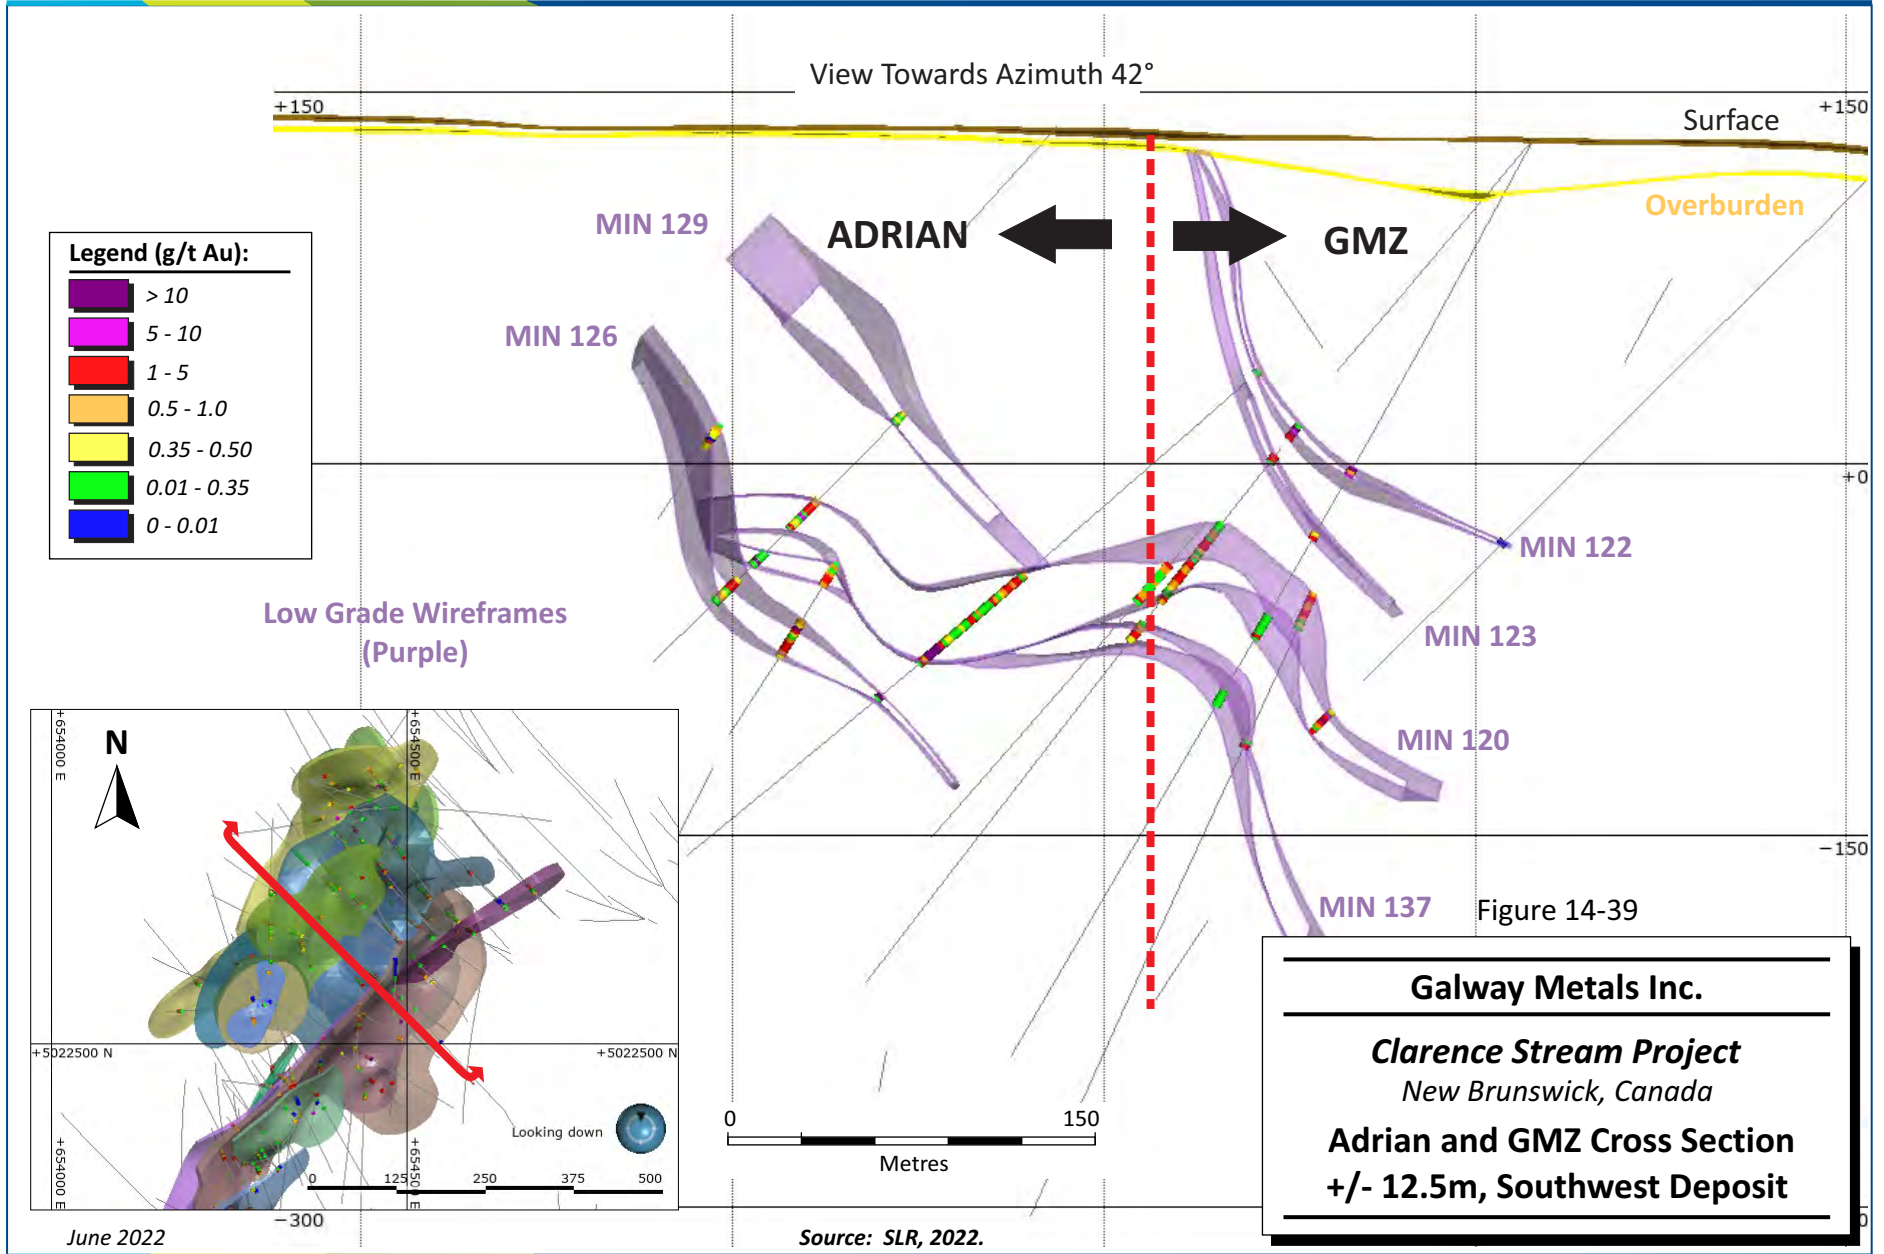 View Towards Azimuth 42°
+150
+150
Surface
Overburden
MIN 129
ADRIAN
GMZ
Legend (g/t Au):
> 10
5 - 10
1 - 5
0.5 - 1.0
0.35 - 0.50
0.01 - 0.35
0 - 0.01
MIN 126
+0
MIN 122
MIN 123
Low Grade Wireframes
(Purple)
MIN 120
-150
MIN 137
Figure 14-39
N
+654000 E
+654500 E
+5022500 N
+5022500 N
+654000 E
+654500 E
Looking down
0 125 250 375 500
0 150
Metres
Galway Metals Inc.
Clarence Stream Project
New Brunswick, Canada
Adrian and GMZ Cross Section
+/- 12.5m, Southwest Deposit
-300
June 2022
Source: SLR, 2022.